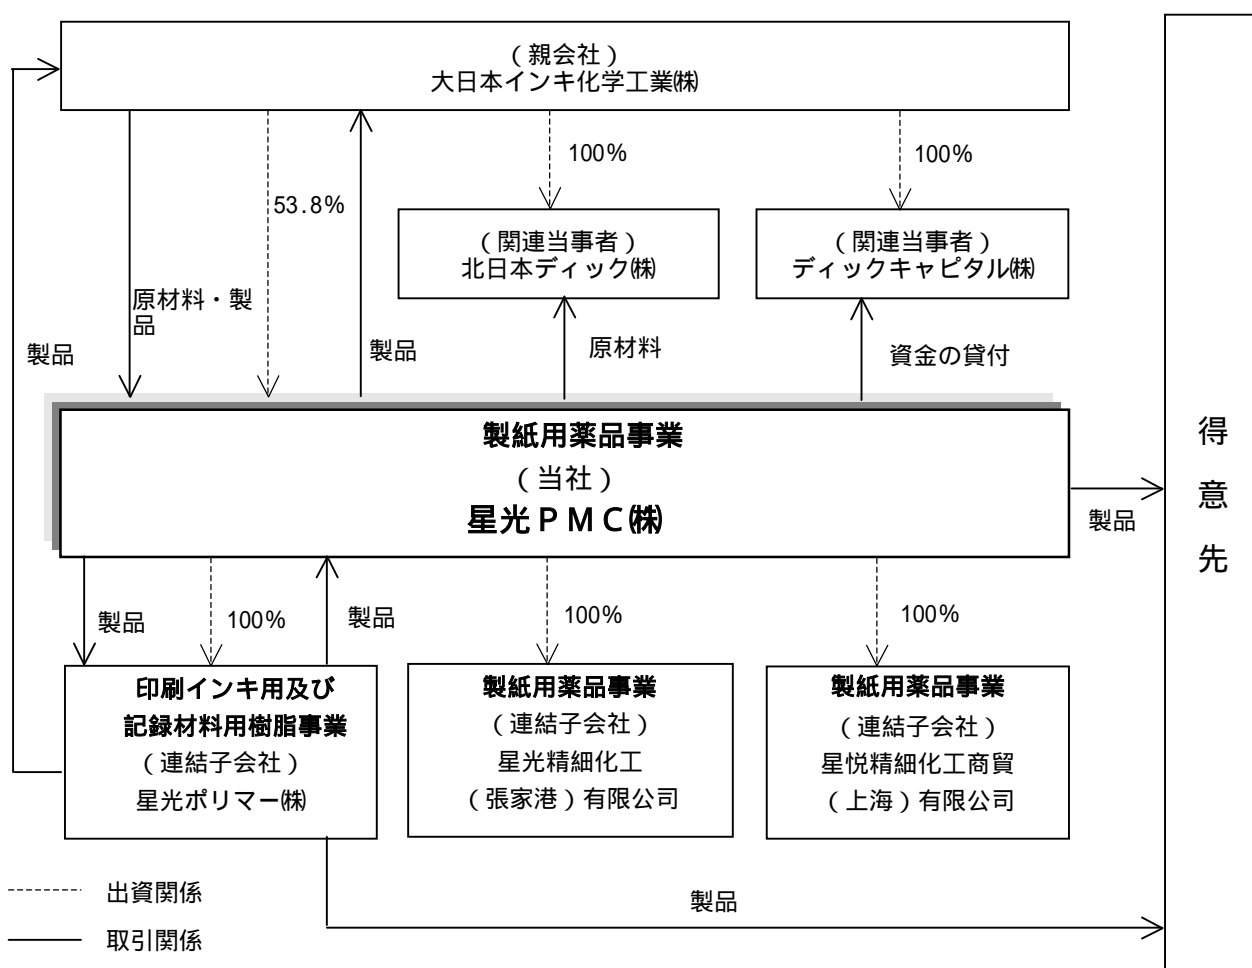 （親会社）
大日本インキ化学工業㈱
100%
100%
53.8%
（関連当事者）
北日本ディック㈱
（関連当事者）
ディックキャピタル㈱
原材料・製
品
製品
製品
原材料
資金の貸付
製紙用薬品事業
（当社）
星光ＰＭＣ㈱
製品
得
意
先
製品
100%
製品
100%
100%
印刷インキ用及び
記録材料用樹脂事業
（連結子会社）
星光ポリマー㈱
製紙用薬品事業
（連結子会社）
星光精細化工
（張家港）有限公司
製紙用薬品事業
（連結子会社）
星悦精細化工商貿
（上海）有限公司
出資関係
製品
取引関係